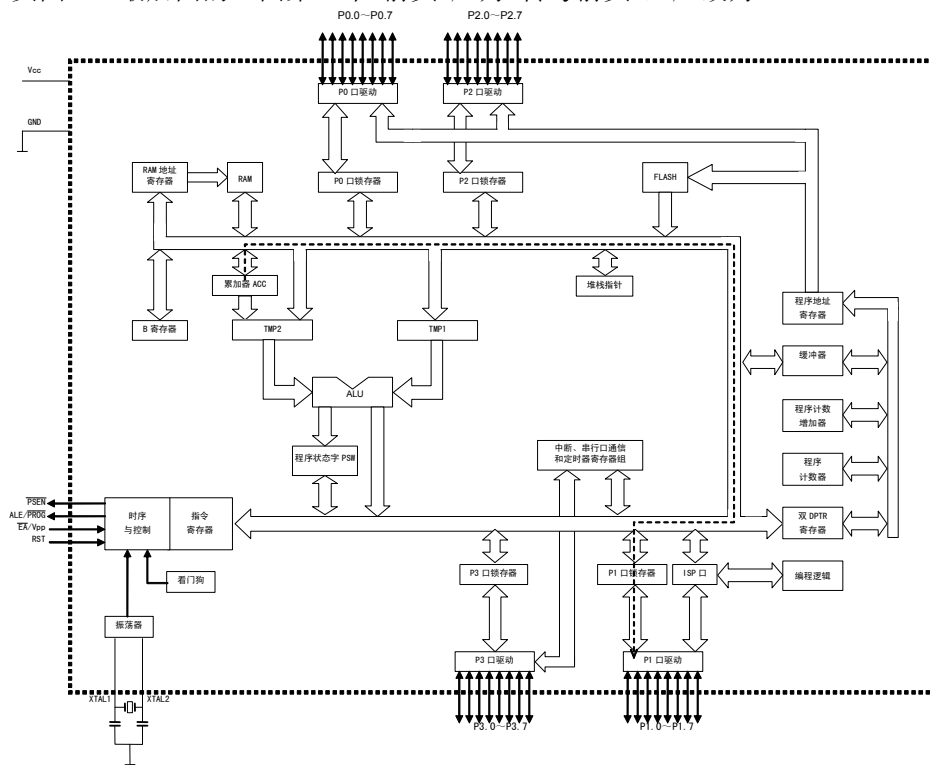 P0.0~P0.7
P2.0~P2.7
Vcc
GND
P0 口驱动
P2 口驱动
RAM 地址
寄存器
RAM
P0 口锁存器
P2 口锁存器
FLASH
累加器 ACC
堆栈指针
程序地址
寄存器
B 寄存器
TMP2
TMP1
缓冲器
ALU
程序计数
增加器
程序状态字 PSW
中断、串行口通信
和定时器寄存器组
程序
计数器
PSEN
ALE/PROG
EA/Vpp
RST
时序
与控制
指令
寄存器
双 DPTR
寄存器
P3 口锁存器
P1 口锁存器
ISP 口
编程逻辑
看门狗
振荡器
P3 口驱动
P1 口驱动
XTAL1
XTAL2
P3.0~P3.7
P1.0~P1.7